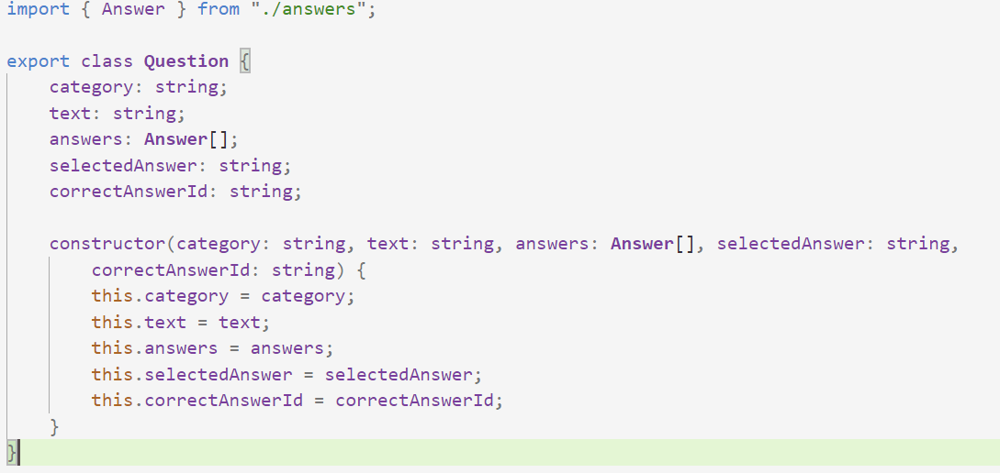 import { Answer } from "./answers";
export class Question {
category: string;
text: string;
answers: Answer[];
selectedAnswer: string;
correctAnswerId: string;
constructor(category: string, text: string, answers: Answer[], selectedAnswer: string,
correctAnswerId: string) {
this.category = category;
this.text = text;
this.answers = answers;
this.selectedAnswer = selectedAnswer;
this.correctAnswerId = correctAnswerId;
}
}